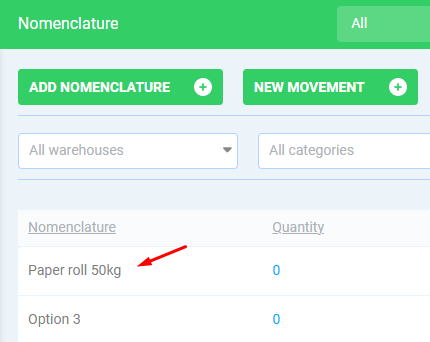 Nomenclature
All
ADD NOMENCLATURE
NEW MOVEMENT
All warehouses
All categories
Nomenclature Quantity
Paper roll 50kg 0
Option 3 0